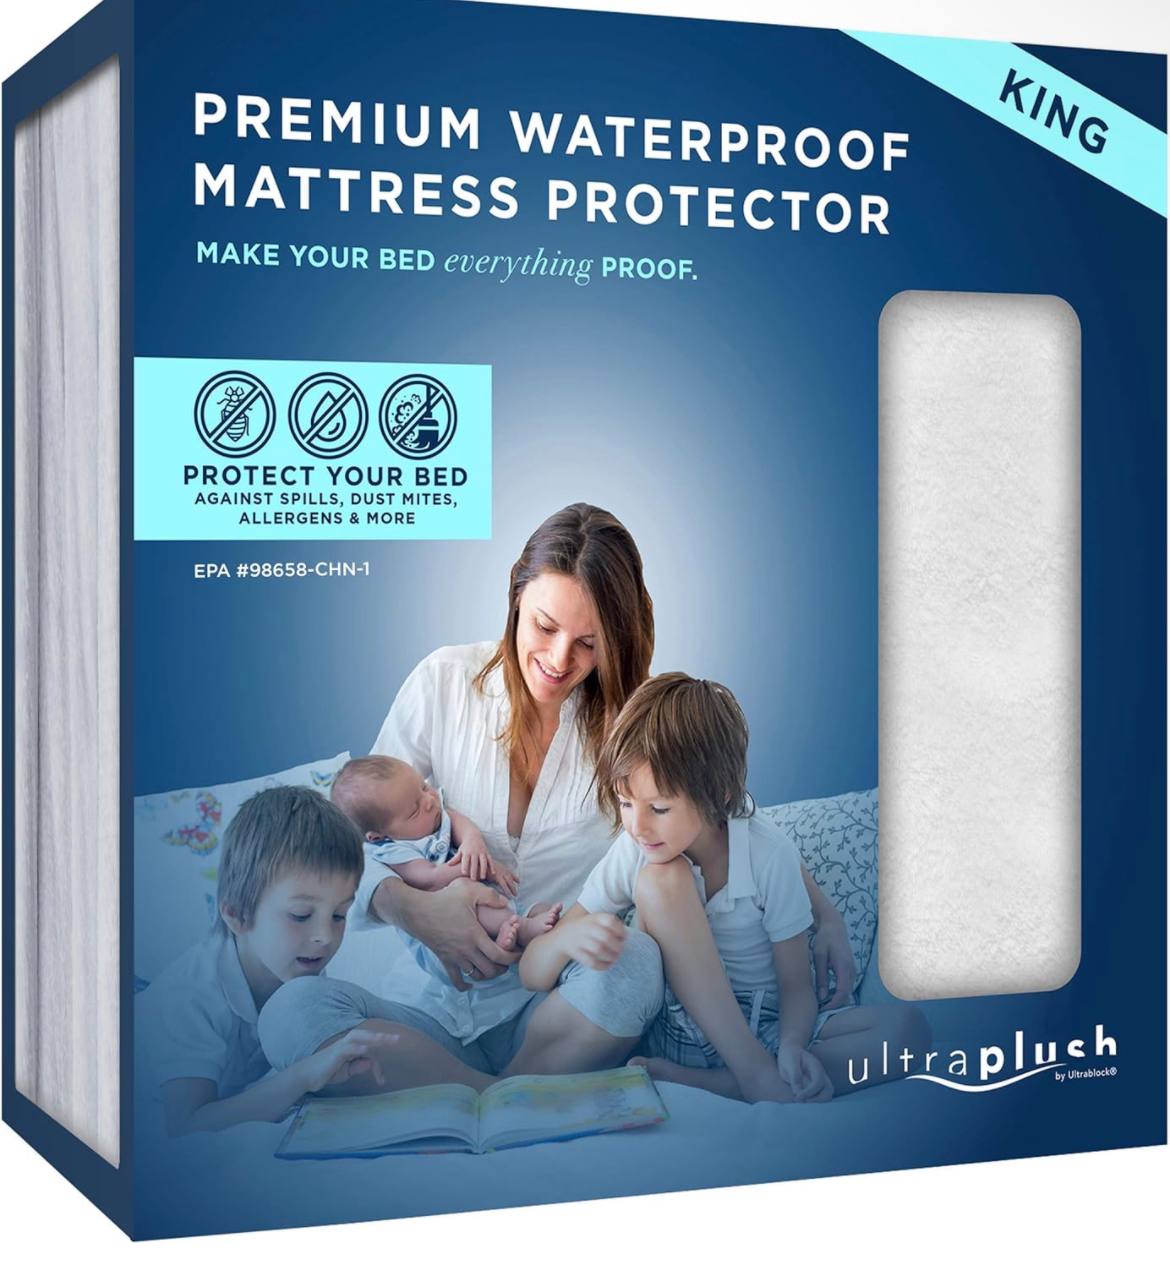 KING
PREMIUM WATERPROOF
MATTRESS PROTECTOR
MAKE YOUR BED everything PROOF.
PROTECT YOUR BED
AGAINST SPILLS, DUST MITES,
ALLERGENS & MORE
EPA #98658-CHN-1
ultraplush
by Ultrablock®